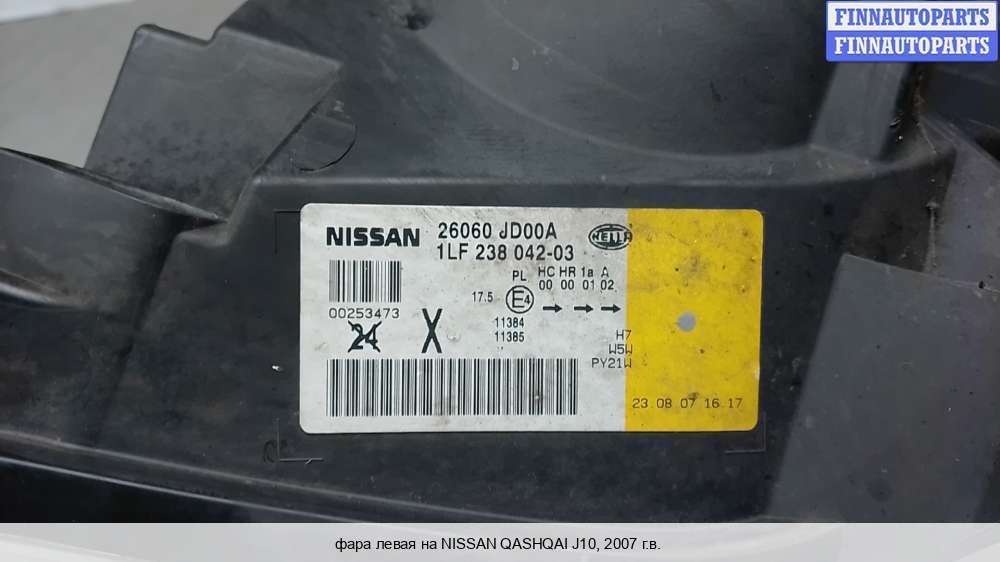 FINNAUTOPARTS
FINNAUTOPARTS
NISSAN 26060 JD00A HELLA
1LF 238 042-03
PL HC HR 1a A
00 00 01 02
17.5 E4 → → →
00253473
24 X
11384
11385
H7
W5W
PY21W
23.08 07 16.17
фара левая на NISSAN QASHQAI J10, 2007 г.в.